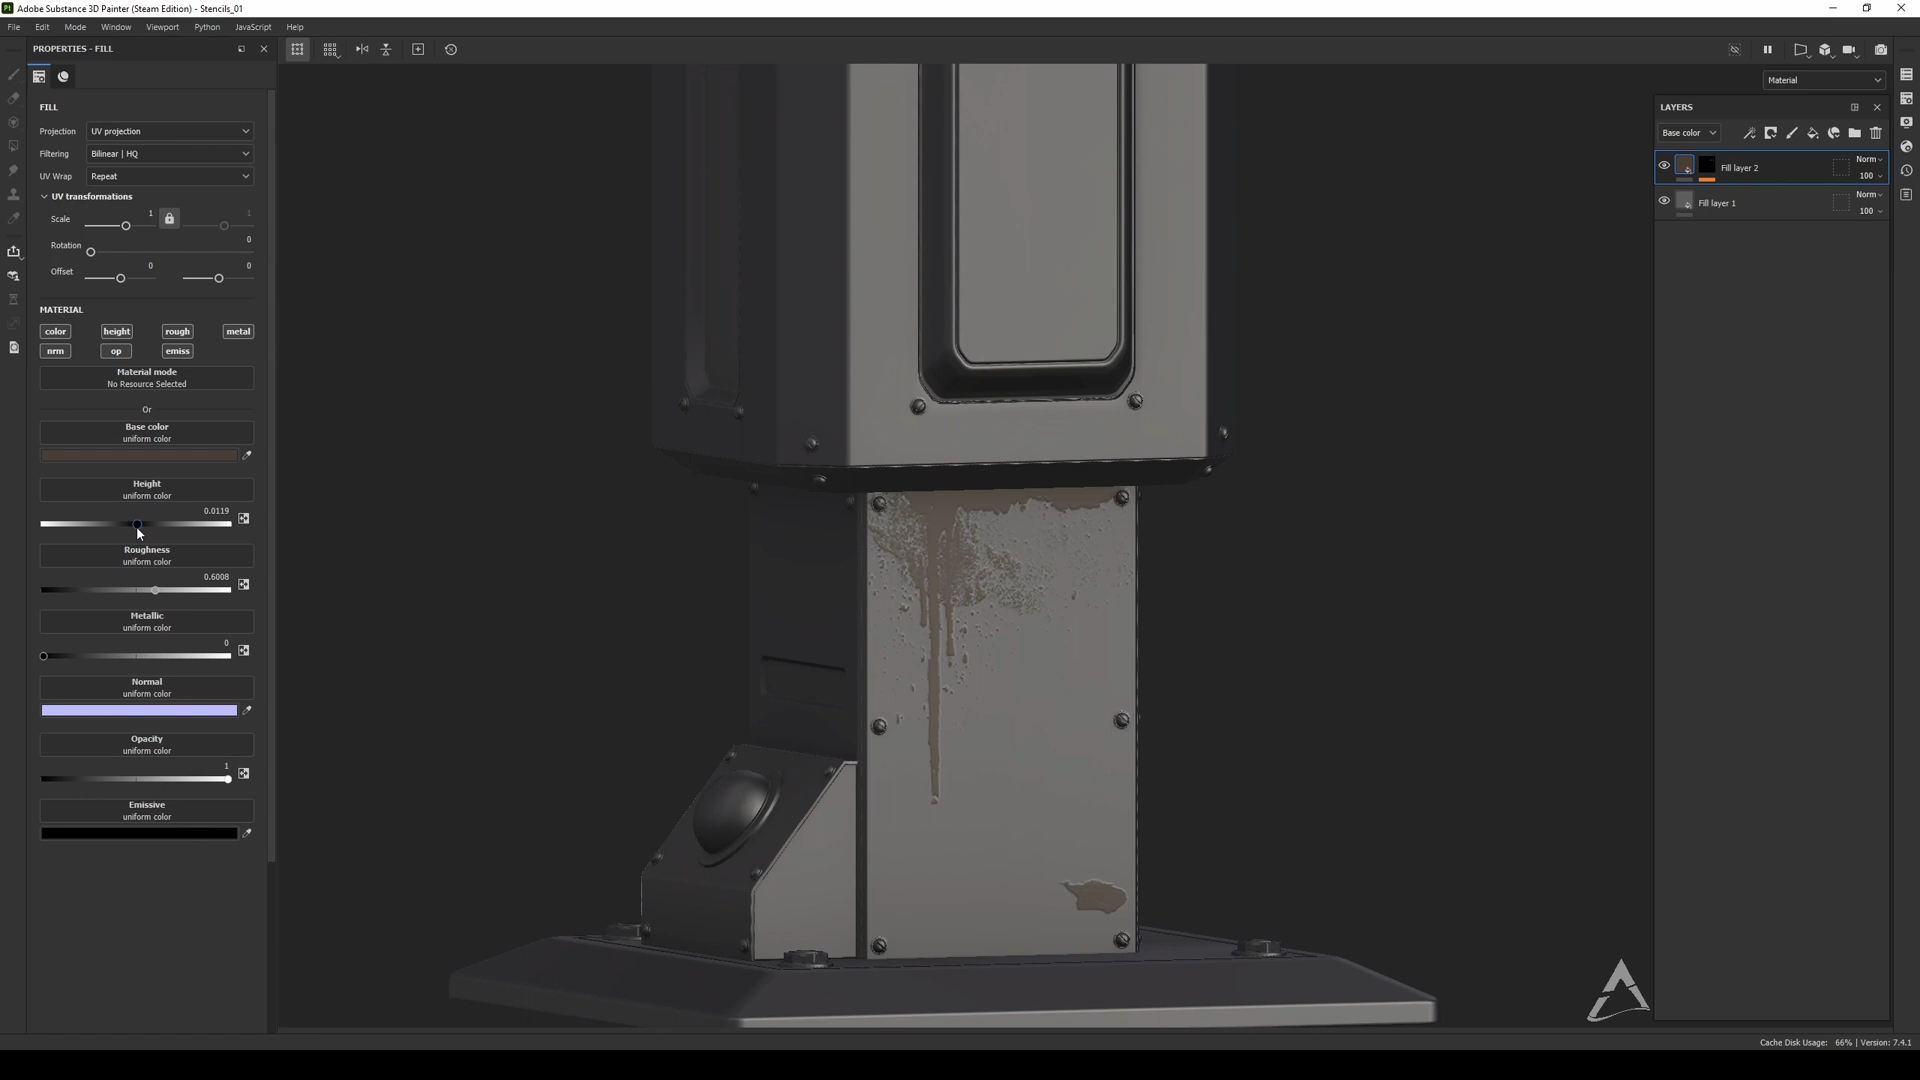 Adobe Substance 3D Painter (Steam Edition) - Stencils_01
File Edit Mode Window Viewport Python JavaScript Help
PROPERTIES - FILL
FILL
Projection UV projection
Filtering Bilinear | HQ
UV Wrap Repeat
UV transformations
Scale 1 1
Rotation 0
Offset 0 0
MATERIAL
color height rough metal
nrm op emiss
Material mode
No Resource Selected
Or
Base color
uniform color
Height
uniform color
0.0119
Roughness
uniform color
0.6008
Metallic
uniform color
0
Normal
uniform color
Opacity
uniform color
1
Emissive
uniform color
Material
LAYERS
Base color
Fill layer 2 Norm
100
Fill layer 1 Norm
100
Cache Disk Usage: 66% | Version: 7.4.1